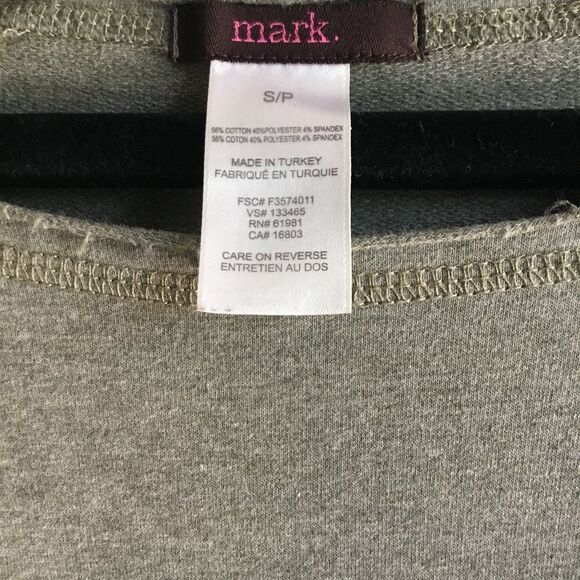 mark.
S/P
56% COTTON 40%POLYESTER 4% SPANDEX
56% COTTON 40% POLYESTER 4% SPANDEX
MADE IN TURKEY
FABRIQUÉ EN TURQUIE
FSC# F3574011
VS# 133465
RN# 61981
CA# 16803
CARE ON REVERSE
ENTRETIEN AU DOS